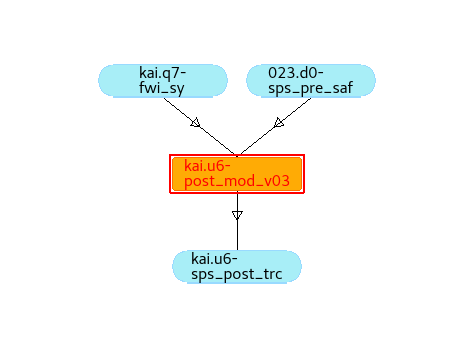 kai.q7-
fwi_sy
023.d0-
sps_pre_saf
kai.u6-
post_mod_v03
kai.u6-
sps_post_trc